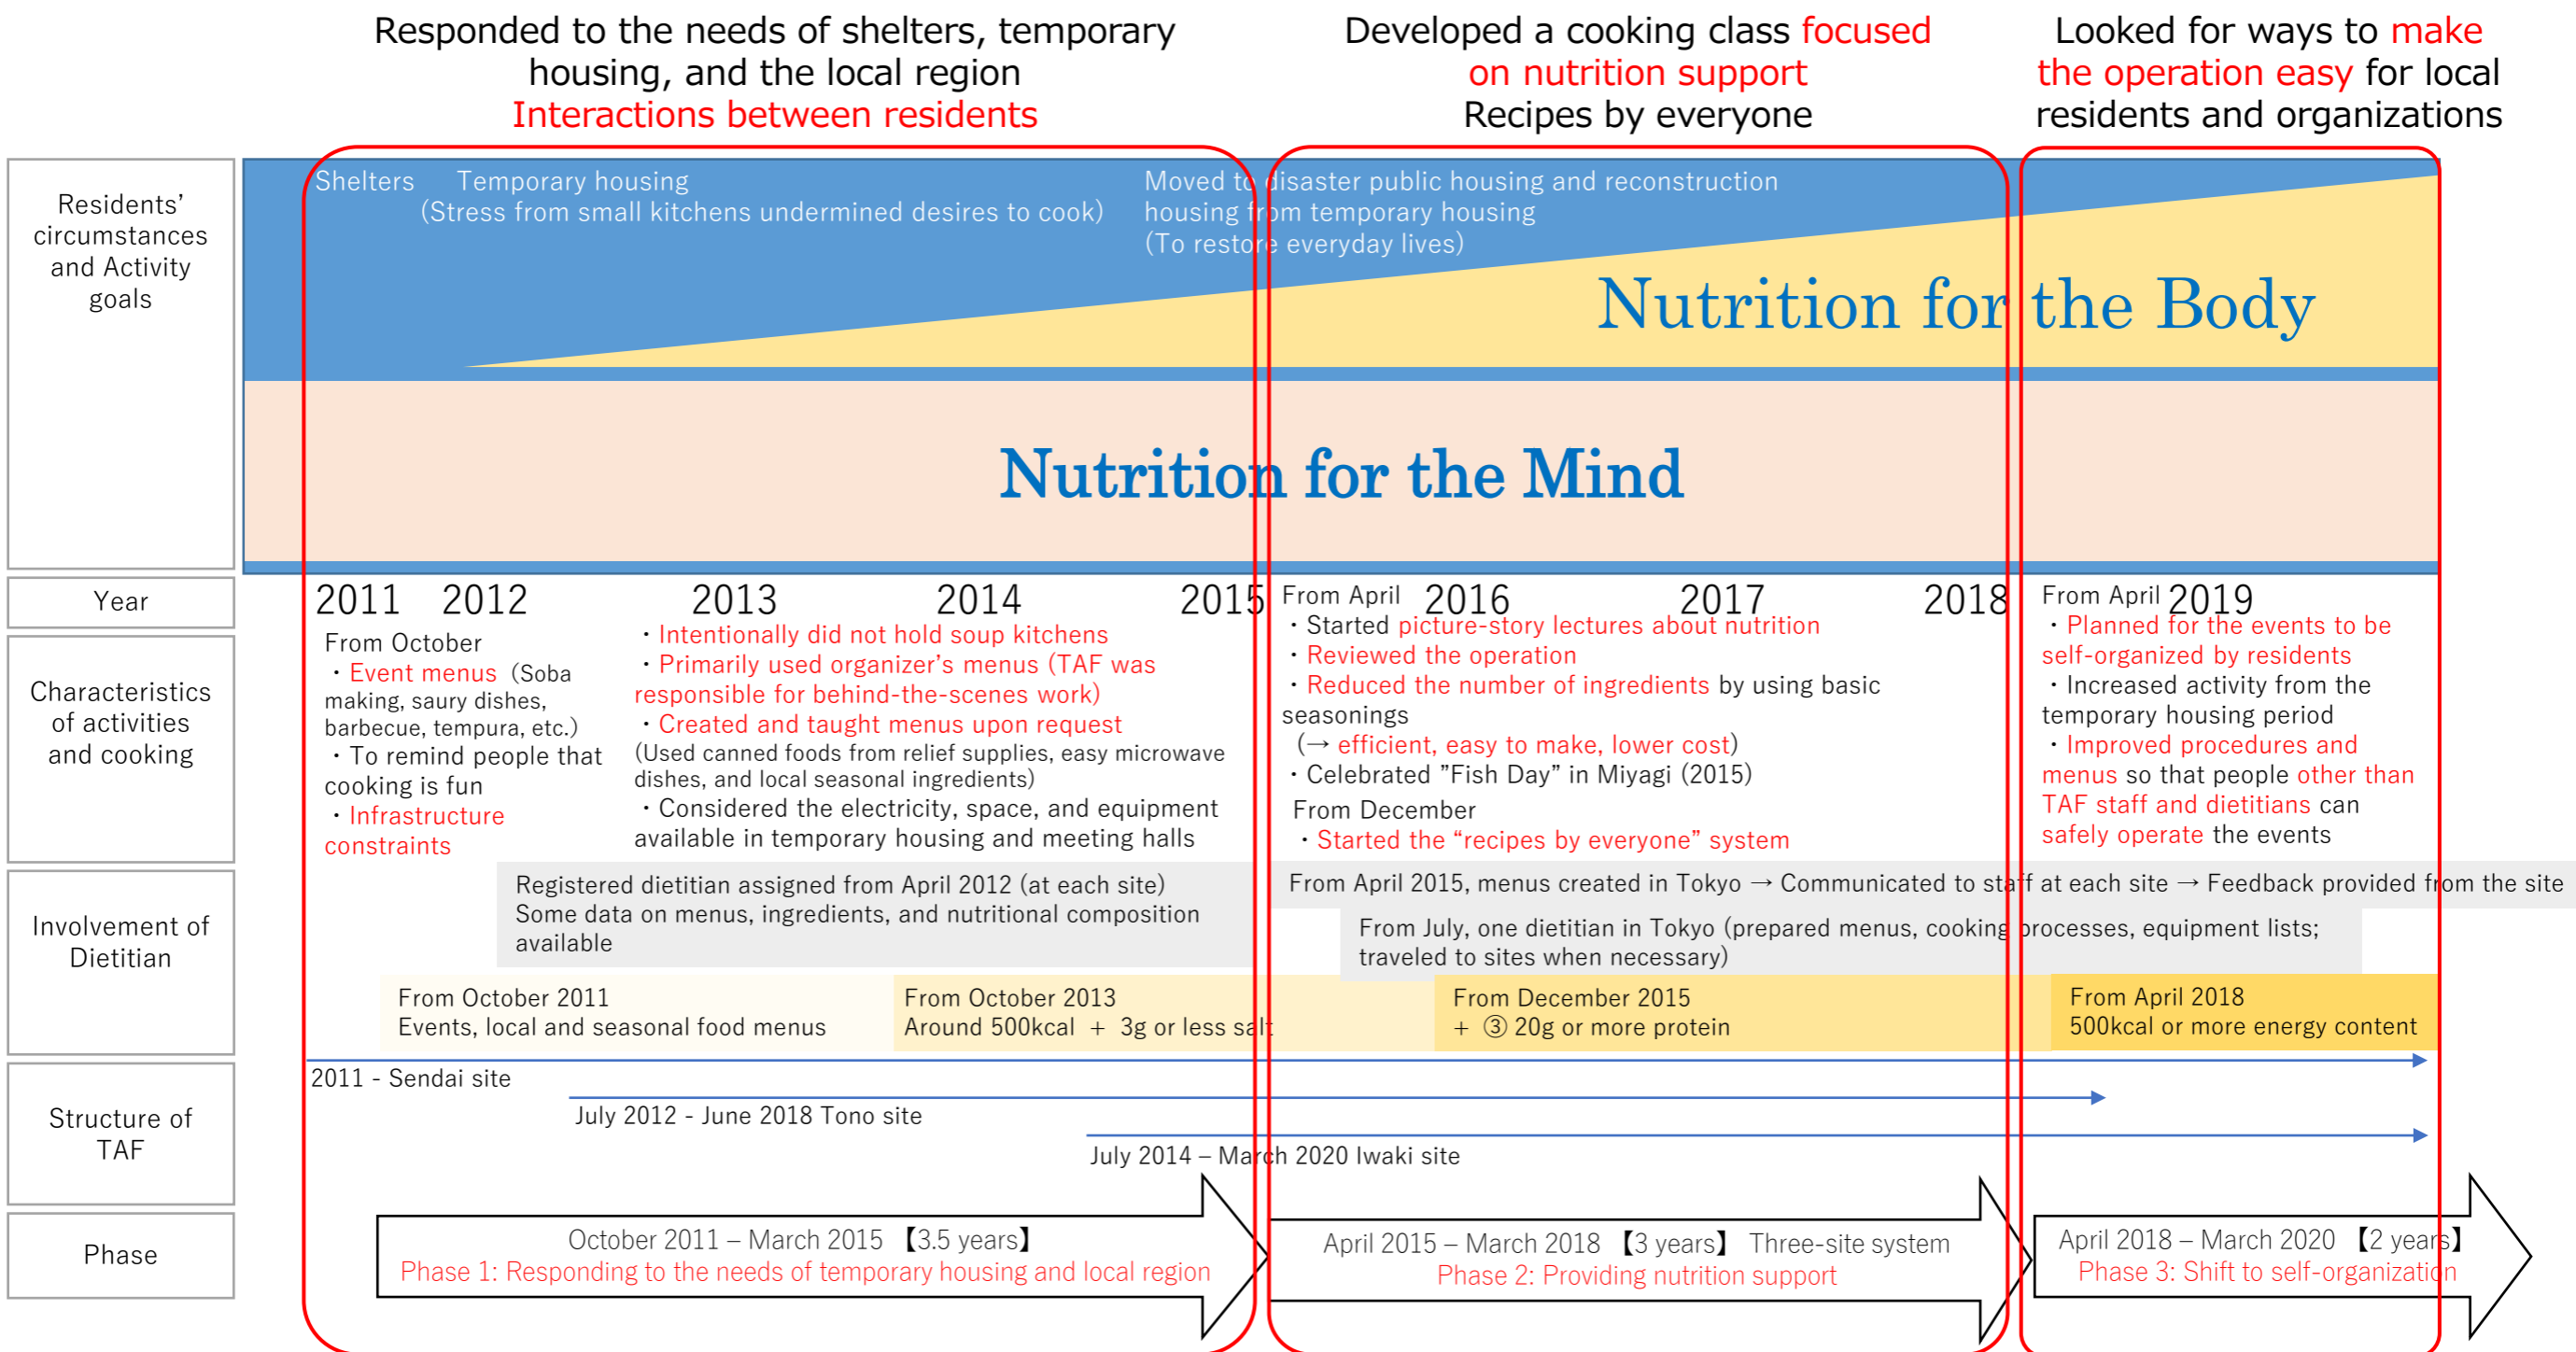 Responded to the needs of shelters, temporary
housing, and the local region
Interactions between residents
Developed a cooking class focused
on nutrition support
Recipes by everyone
Looked for ways to make
the operation easy for local
residents and organizations
Residents’
circumstances
and Activity
goals
Shelters
Temporary housing
(Stress from small kitchens undermined desires to cook)
Moved to disaster public housing and reconstruction
housing from temporary housing
(To restore everyday lives)
Nutrition for the Body
Nutrition for the Mind
Year
2011
2012
2013
2014
2015
2016
2017
2018
2019
Characteristics
of activities
and cooking
From October
・Event menus (Soba
making, saury dishes,
barbecue, tempura, etc.)
・To remind people that
cooking is fun
・Infrastructure
constraints
・Intentionally did not hold soup kitchens
・Primarily used organizer’s menus (TAF was
responsible for behind-the-scenes work)
・Created and taught menus upon request
(Used canned foods from relief supplies, easy microwave
dishes, and local seasonal ingredients)
・Considered the electricity, space, and equipment
available in temporary housing and meeting halls
From April
・Started picture-story lectures about nutrition
・Reviewed the operation
・Reduced the number of ingredients by using basic
seasonings
(→ efficient, easy to make, lower cost)
・Celebrated ”Fish Day” in Miyagi (2015)
From December
・Started the “recipes by everyone” system
From April
・Planned for the events to be
self-organized by residents
・Increased activity from the
temporary housing period
・Improved procedures and
menus so that people other than
TAF staff and dietitians can
safely operate the events
Involvement of
Dietitian
Registered dietitian assigned from April 2012 (at each site)
Some data on menus, ingredients, and nutritional composition
available
From April 2015, menus created in Tokyo → Communicated to staff at each site → Feedback provided from the site
From July, one dietitian in Tokyo (prepared menus, cooking processes, equipment lists;
traveled to sites when necessary)
From October 2011
Events, local and seasonal food menus
From October 2013
Around 500kcal + 3g or less salt
From December 2015
+ ③ 20g or more protein
From April 2018
500kcal or more energy content
Structure of
TAF
2011 - Sendai site
July 2012 - June 2018 Tono site
July 2014 – March 2020 Iwaki site
Phase
October 2011 – March 2015 【3.5 years】
Phase 1: Responding to the needs of temporary housing and local region
April 2015 – March 2018 【3 years】 Three-site system
Phase 2: Providing nutrition support
April 2018 – March 2020 【2 years】
Phase 3: Shift to self-organization